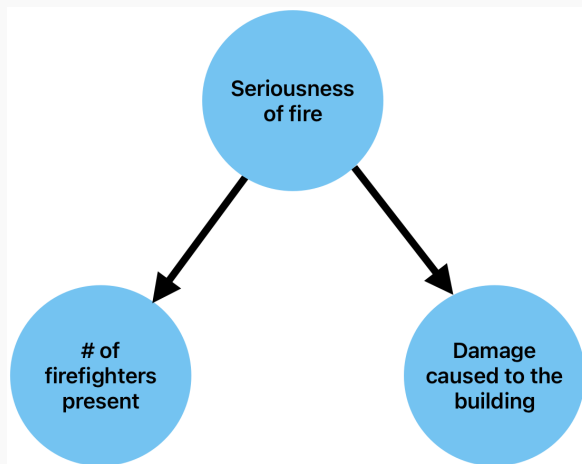 Seriousness
of fire
# of
firefighters
present
Damage
caused to the
building